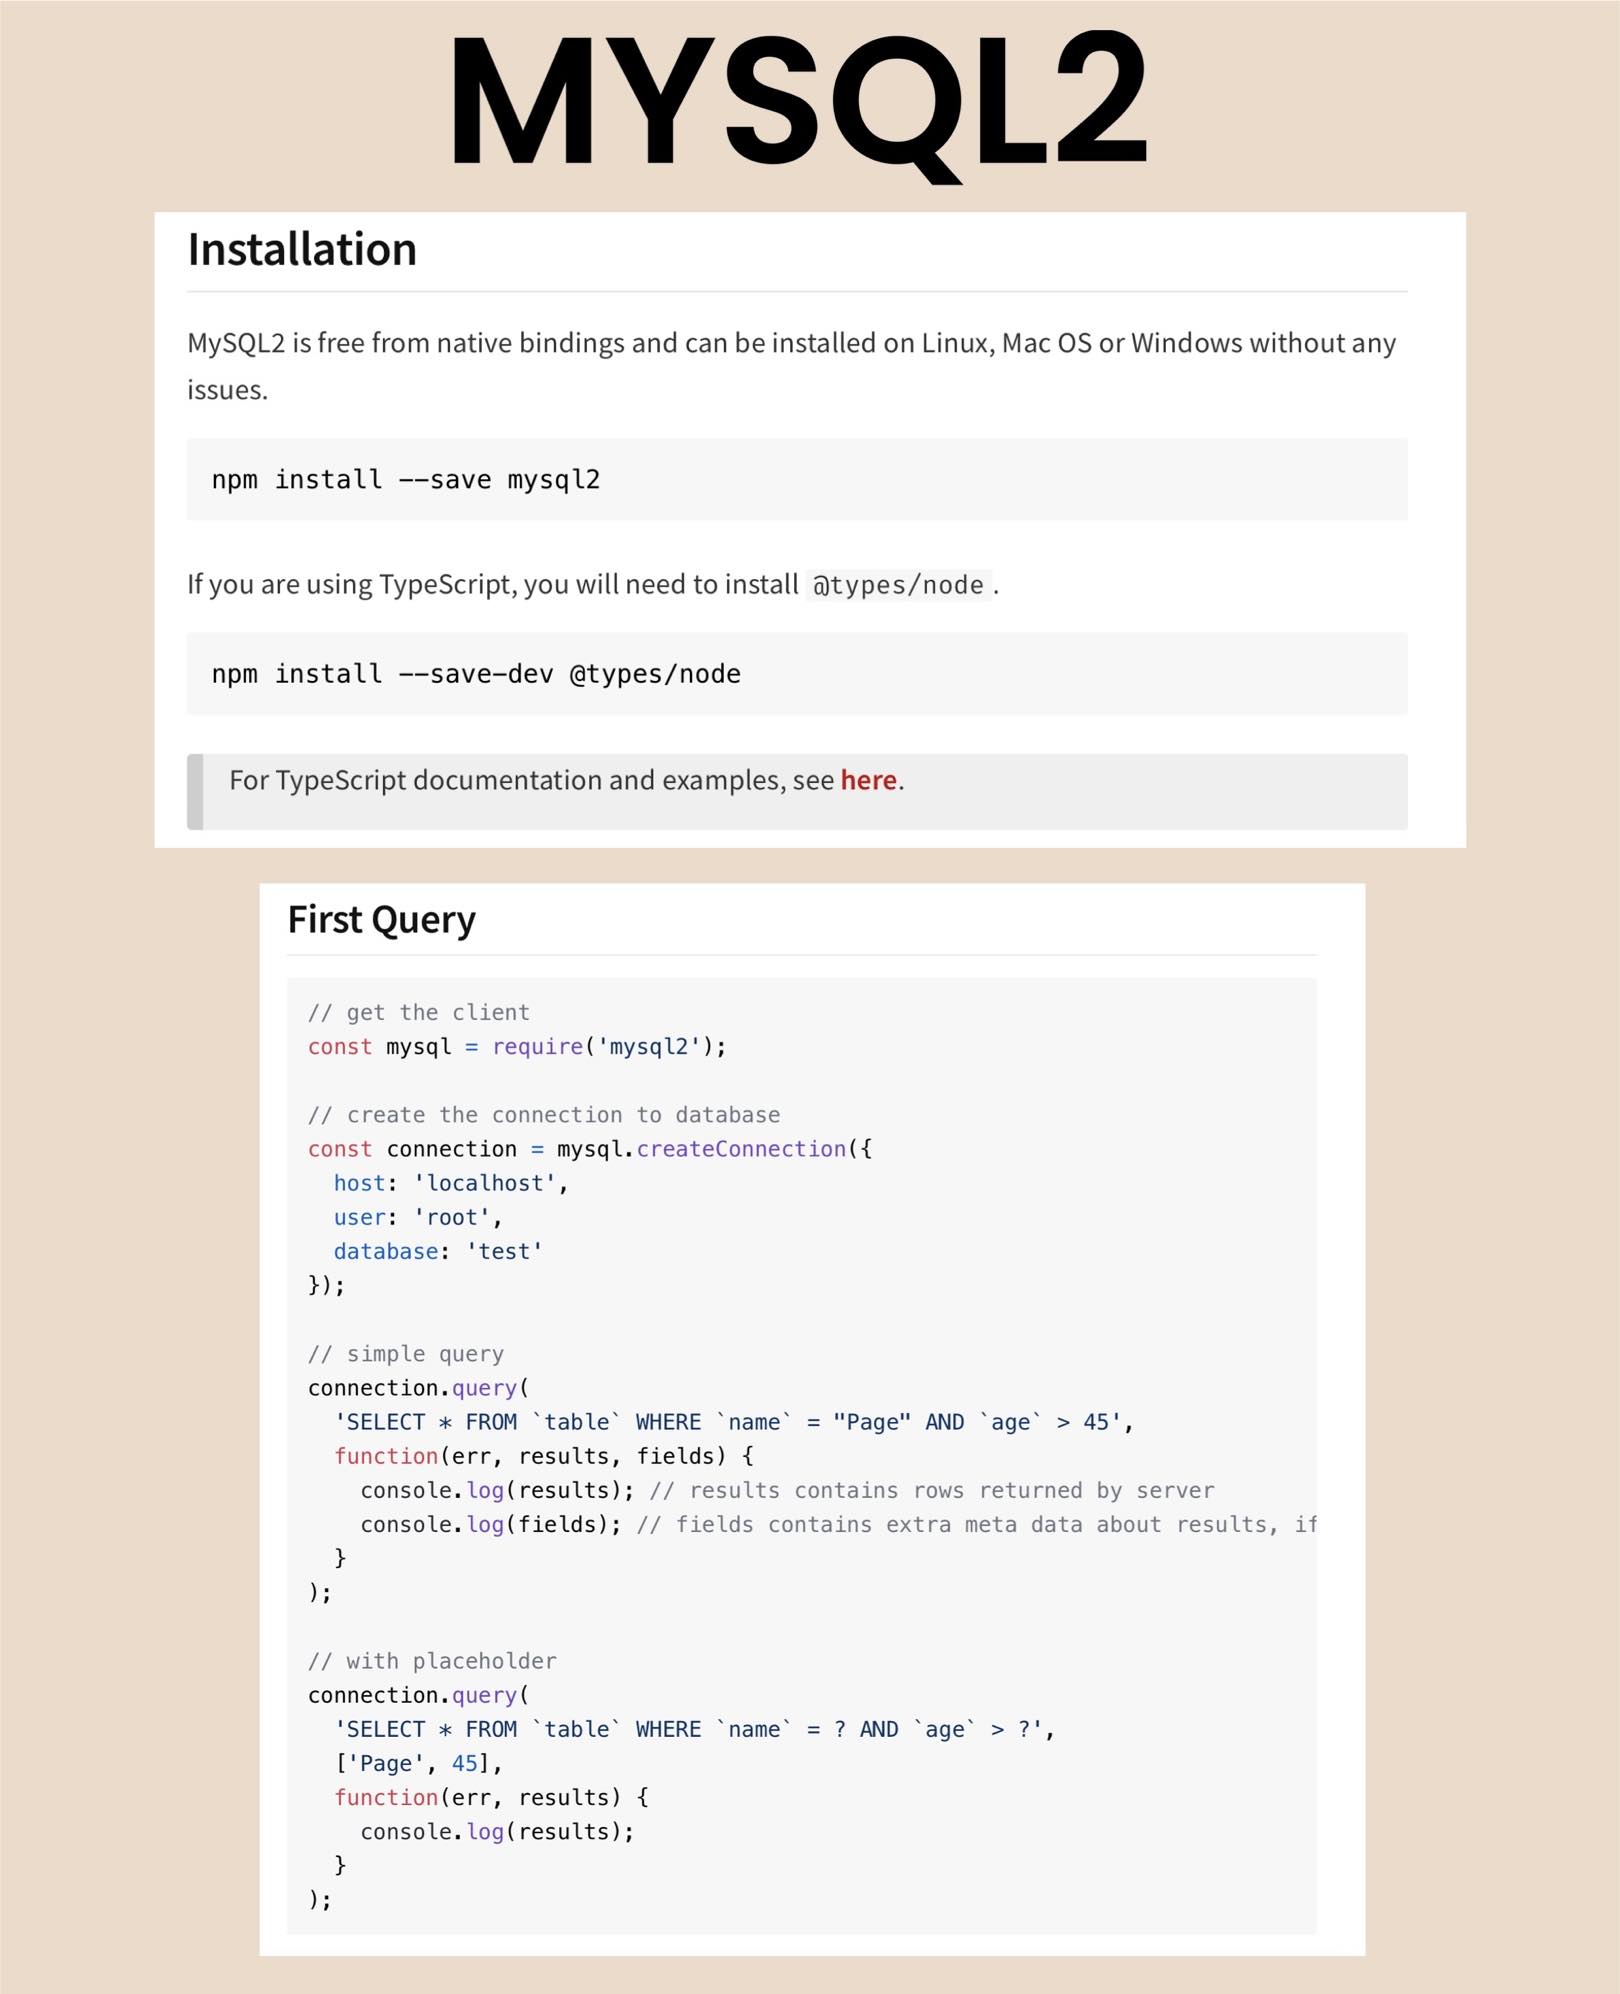 MYSQL2
Installation
MySQL2 is free from native bindings and can be installed on Linux, Mac OS or Windows without any
issues.
npm install --save mysql2
If you are using TypeScript, you will need to install @types/node .
npm install --save-dev @types/node
For TypeScript documentation and examples, see here.
First Query
// get the client
const mysql = require('mysql2');
// create the connection to database
const connection = mysql.createConnection({
  host: 'localhost',
  user: 'root',
  database: 'test'
});
// simple query
connection.query(
  'SELECT * FROM `table` WHERE `name` = "Page" AND `age` > 45',
  function(err, results, fields) {
    console.log(results); // results contains rows returned by server
    console.log(fields); // fields contains extra meta data about results, if
  }
);
// with placeholder
connection.query(
  'SELECT * FROM `table` WHERE `name` = ? AND `age` > ?',
  ['Page', 45],
  function(err, results) {
    console.log(results);
  }
);